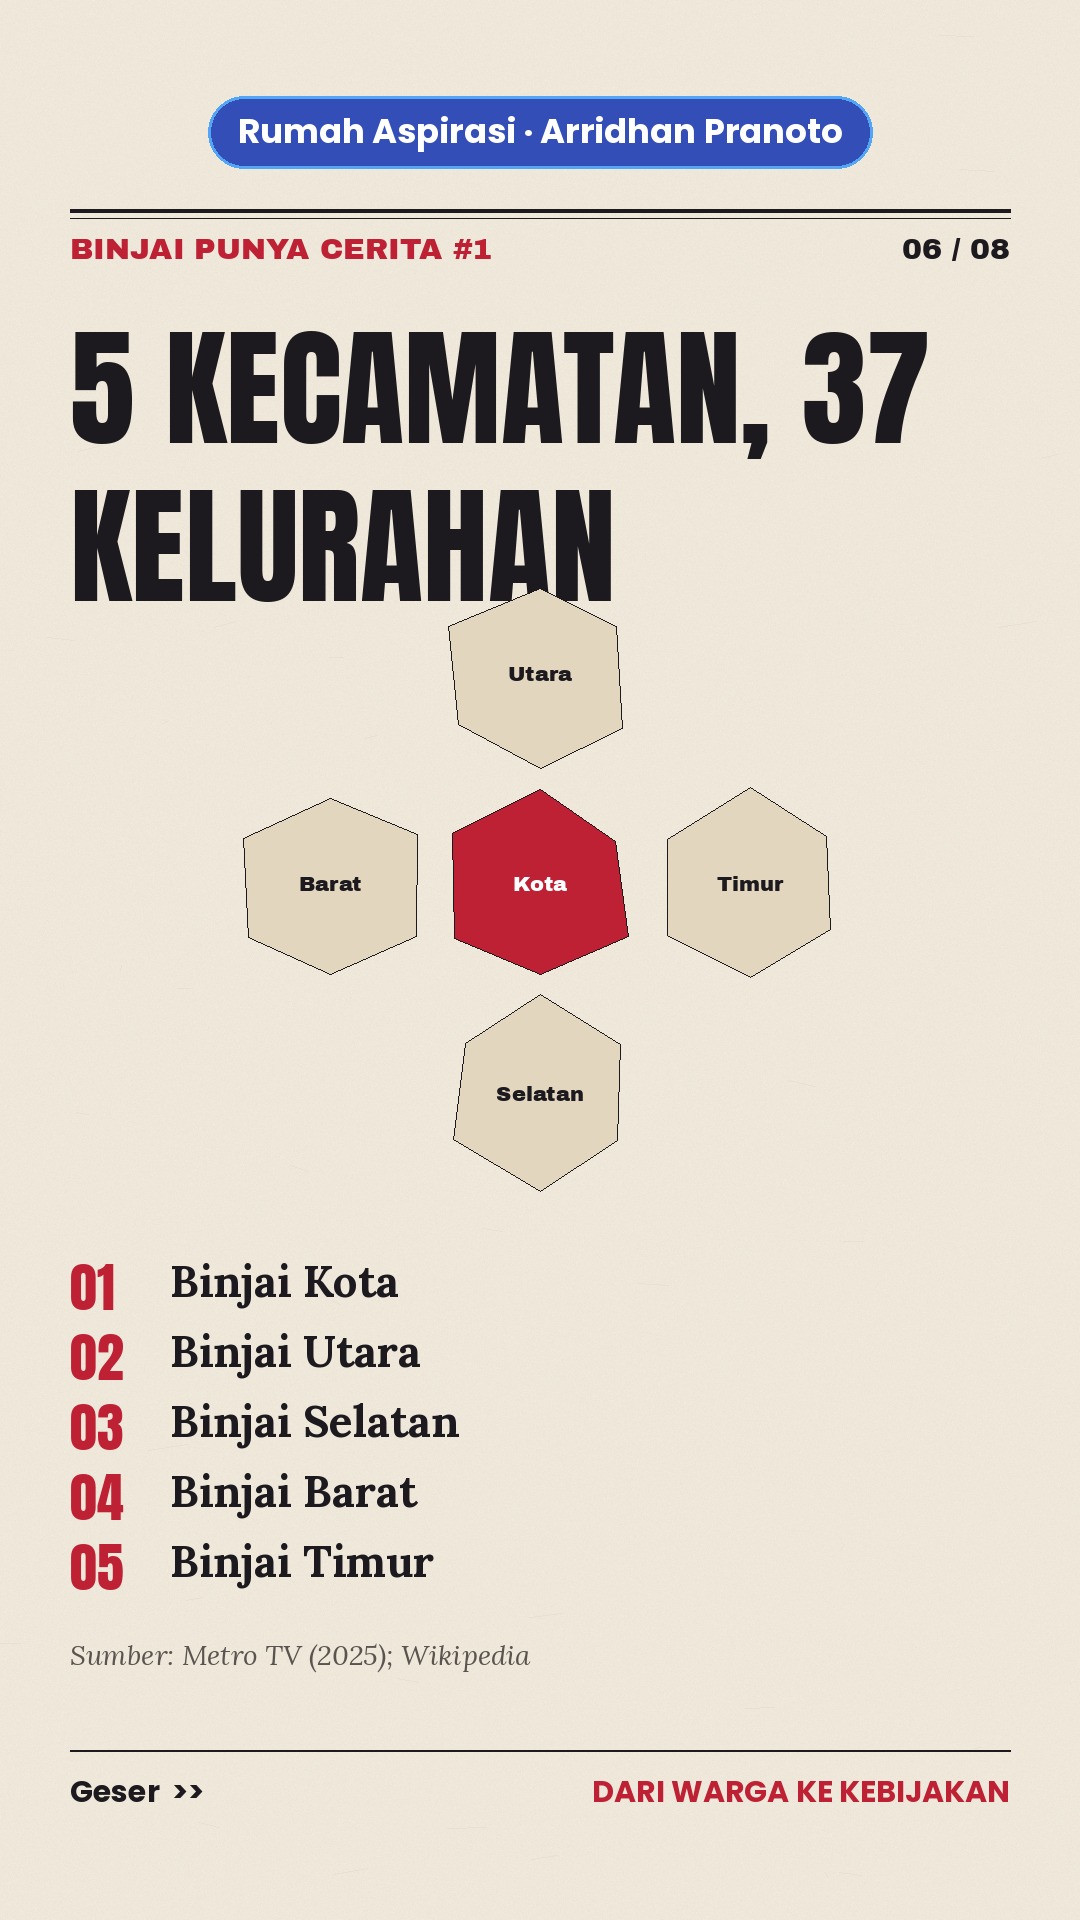 Rumah Aspirasi · Arridhan Pranoto
BINJAI PUNYA CERITA #1
06 / 08
5 KECAMATAN, 37
KELURAHAN
Utara
Barat
Kota
Timur
Selatan
01 Binjai Kota
02 Binjai Utara
03 Binjai Selatan
04 Binjai Barat
05 Binjai Timur
Sumber: Metro TV (2025); Wikipedia
Geser >>
DARI WARGA KE KEBIJAKAN